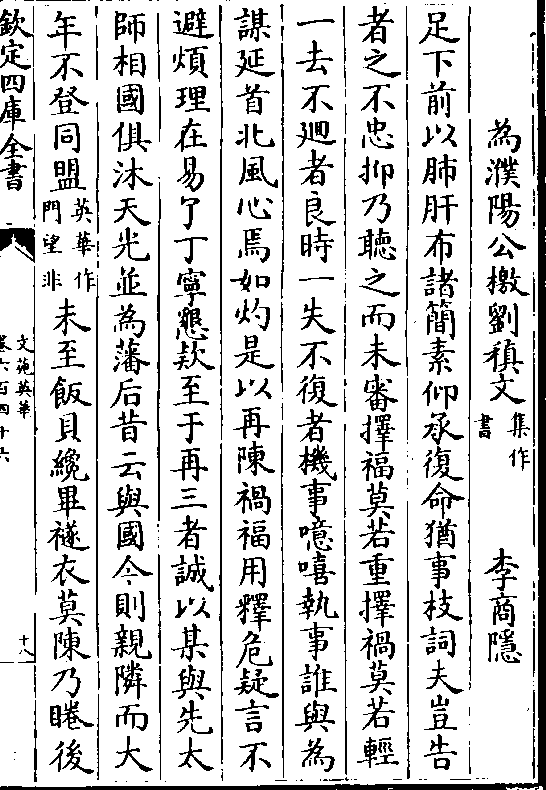 為濮陽公檄劉稹文集作書 李商隱
足下前以肺肝布諸簡素仰承復命猶事枝詞夫豈告
者之不忠抑乃聽之而未審擇福莫若重擇禍莫若輕
一去不廻者良時一失不復者機事噫嘻執事誰與為
謀延首北風心焉如灼是以再陳禍福用釋危疑言不
避煩理在易了丁寧懇欵至于再三者誠以某與先太
師相國俱沐天光並為藩后昔云與國今則親隣而大
年不登同盟英華作門望非未至飯貝纔畢襚衣莫陳乃睠後
欽定四庫全書
文苑英華
卷六百四十六
十八